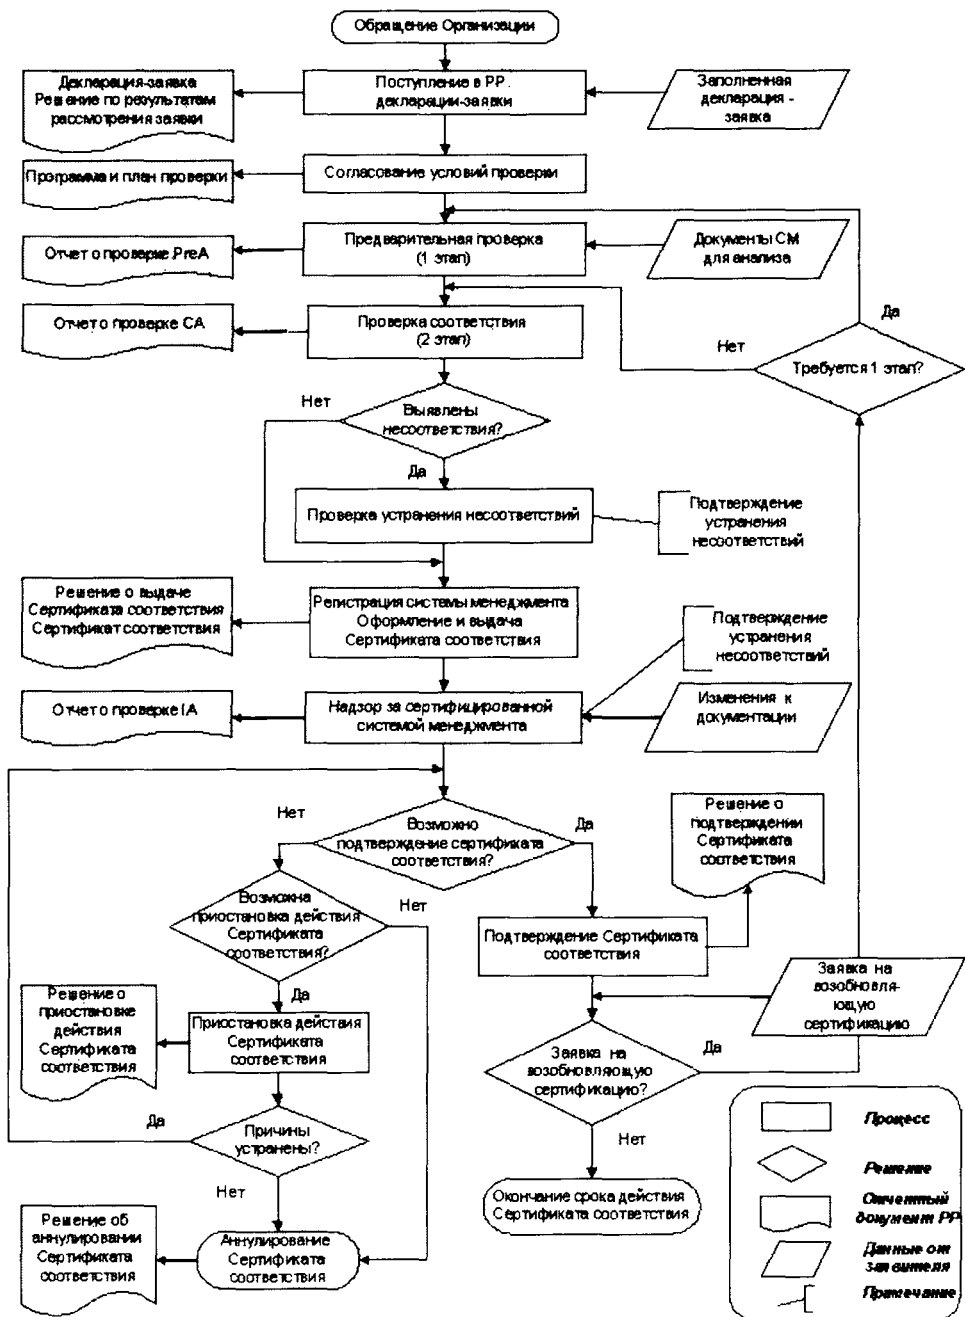 Обращение Организации
Декларация-заявка
Решение по результатам
рассмотрения заявки
Поступление в РР
декларации-заявки
Заполненная
декларация -
заявка
Программа и план проверки
Согласование условий проверки
Отчет о проверке PreA
Предварительная проверка
(1 этап)
Документы СМ
для анализа
Отчет о проверке СА
Проверка соответствия
(2 этап)
Да
Нет
Требуется 1 этап?
Нет
Выявлены
несоответствия?
Да
Проверка устранения несоответствий
Подтверждение
устранения
несоответствий
Решение о выдаче
Сертификата соответствия
Сертификат соответствия
Регистрация системы менеджмента
Оформление и выдача
Сертификата соответствия
Подтверждение
устранения
несоответствий
Отчет о проверке IA
Надзор за сертифицированной
системой менеджмента
Изменения к
документации
Нет
Возможно
подтверждение сертификата
соответствия?
Да
Решение о
подтверждении
Сертификата
соответствия
Возможна
приостановка действия
Сертификата
соответствия?
Нет
Подтверждение Сертификата
соответствия
Да
Решение о
приостановке
действия
Сертификата
соответствия
Приостановка действия
Сертификата
соответствия
Заявка на
возобновля-
ющую
сертификацию
Заявка на
возобновляющую
сертификацию?
Да
Да
Причины
устранены?
Нет
Нет
Окончание срока действия
Сертификата соответствия
Решение об
аннулировании
Сертификата
соответствия
Аннулирование
Сертификата
соответствия
Процесс
Решение
Отчетный
документ РР
Данные от
заявителя
Примечание